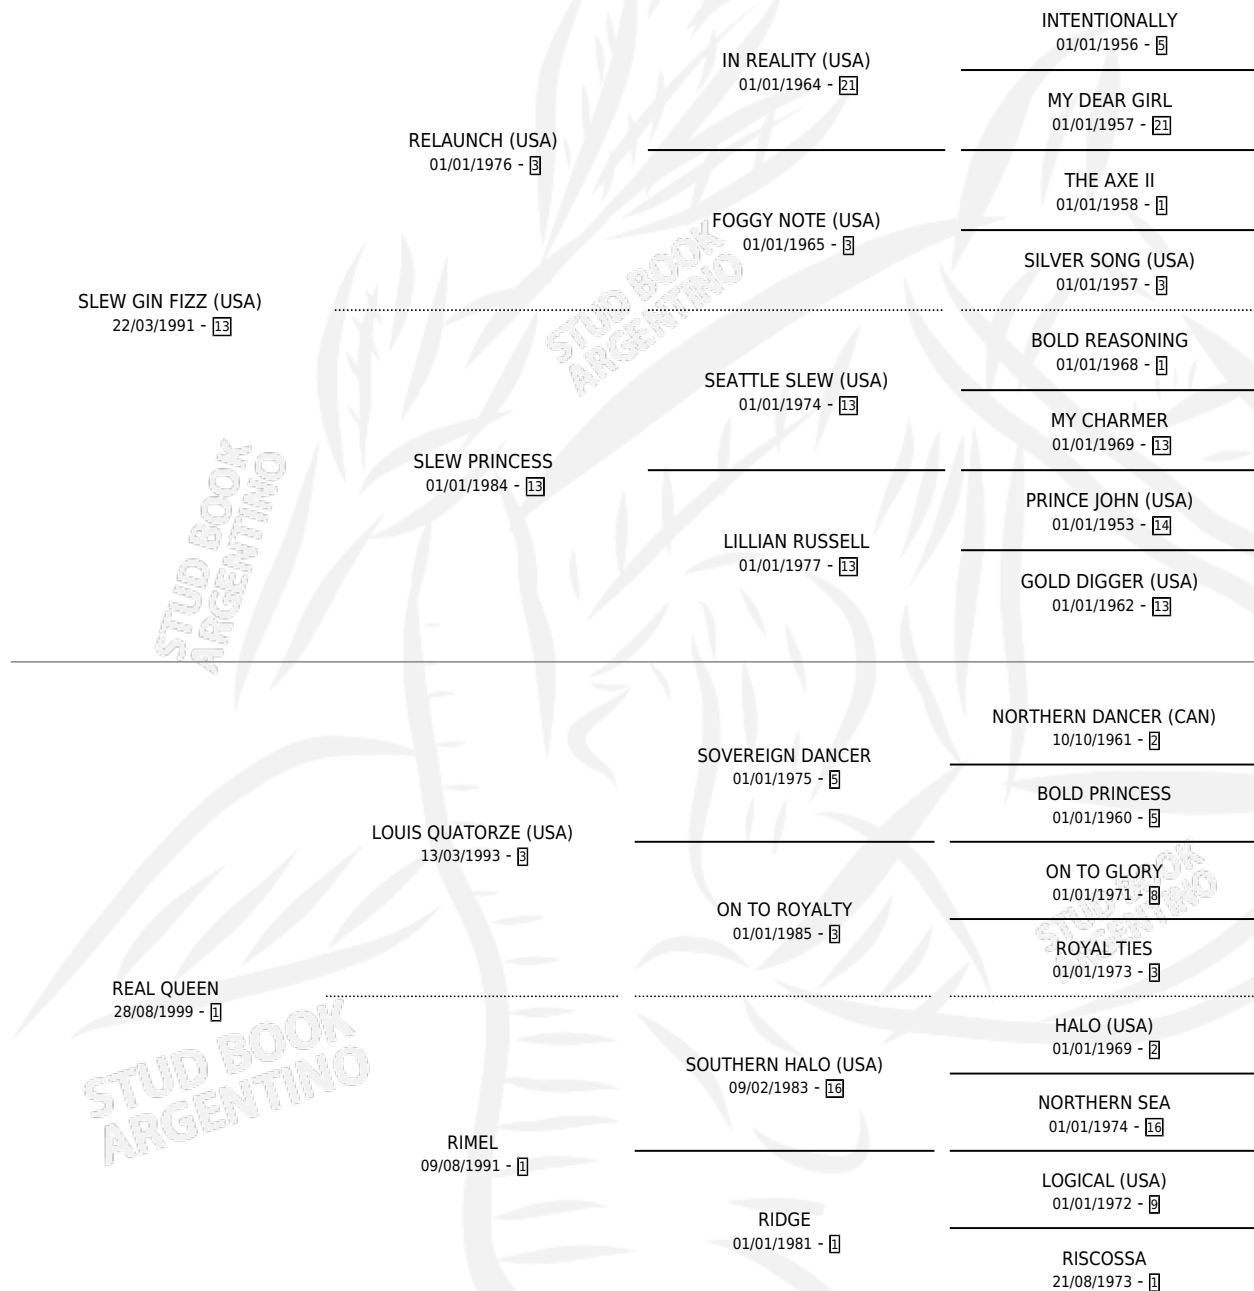 INTENTIONALLY
01/01/1956 - 5
IN REALITY (USA)
01/01/1964 - 21
MY DEAR GIRL
01/01/1957 - 21
RELAUNCH (USA)
01/01/1976 - 3
THE AXE II
01/01/1958 - 1
FOGGY NOTE (USA)
01/01/1965 - 3
SILVER SONG (USA)
01/01/1957 - 3
SLEW GIN FIZZ (USA)
22/03/1991 - 13
BOLD REASONING
01/01/1968 - 1
SEATTLE SLEW (USA)
01/01/1974 - 13
MY CHARMER
01/01/1969 - 13
SLEW PRINCESS
01/01/1984 - 13
PRINCE JOHN (USA)
01/01/1953 - 14
LILLIAN RUSSELL
01/01/1977 - 13
GOLD DIGGER (USA)
01/01/1962 - 13
NORTHERN DANCER (CAN)
10/10/1961 - 2
SOVEREIGN DANCER
01/01/1975 - 5
BOLD PRINCESS
01/01/1960 - 5
LOUIS QUATORZE (USA)
13/03/1993 - 3
ON TO GLORY
01/01/1971 - 8
ON TO ROYALTY
01/01/1985 - 3
ROYAL TIES
01/01/1973 - 3
REAL QUEEN
28/08/1999 - 1
HALO (USA)
01/01/1969 - 2
SOUTHERN HALO (USA)
09/02/1983 - 16
NORTHERN SEA
01/01/1974 - 16
RIMEL
09/08/1991 - 1
LOGICAL (USA)
01/01/1972 - 9
RIDGE
01/01/1981 - 1
RISCOSSA
21/08/1973 - 1
STUD BOOK
ARGENTINO
STUD BOOK
ARGENTINO
STUD BOOK
ARGENTINO
STUD BOOK
ARGENTINO